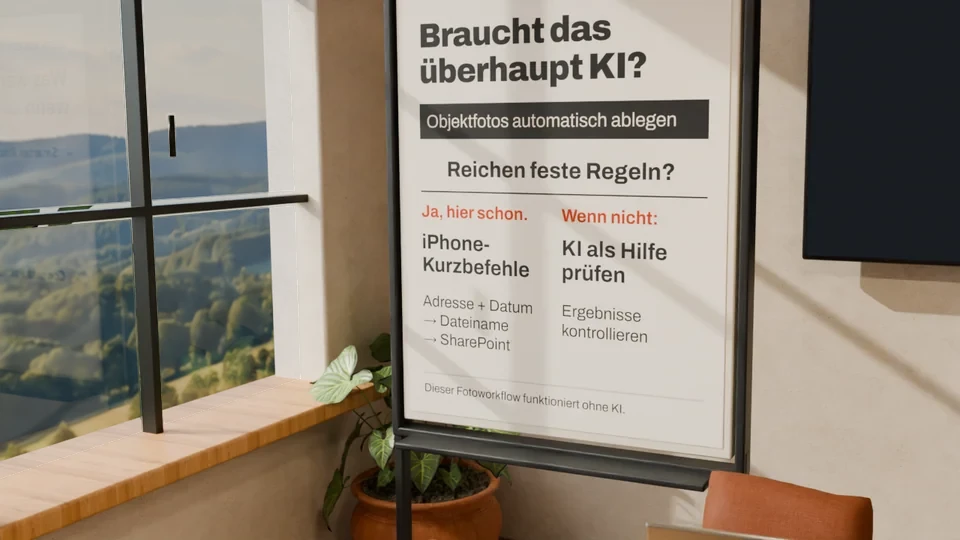 Braucht das
überhaupt KI?
Objektfotos automatisch ablegen
Reichen feste Regeln?
Ja, hier schon.
iPhone-
Kurzbefehle
Adresse + Datum
→ Dateiname
→ SharePoint
Wenn nicht:
KI als Hilfe
prüfen
Ergebnisse
kontrollieren
Dieser Fotoworkflow funktioniert ohne KI.